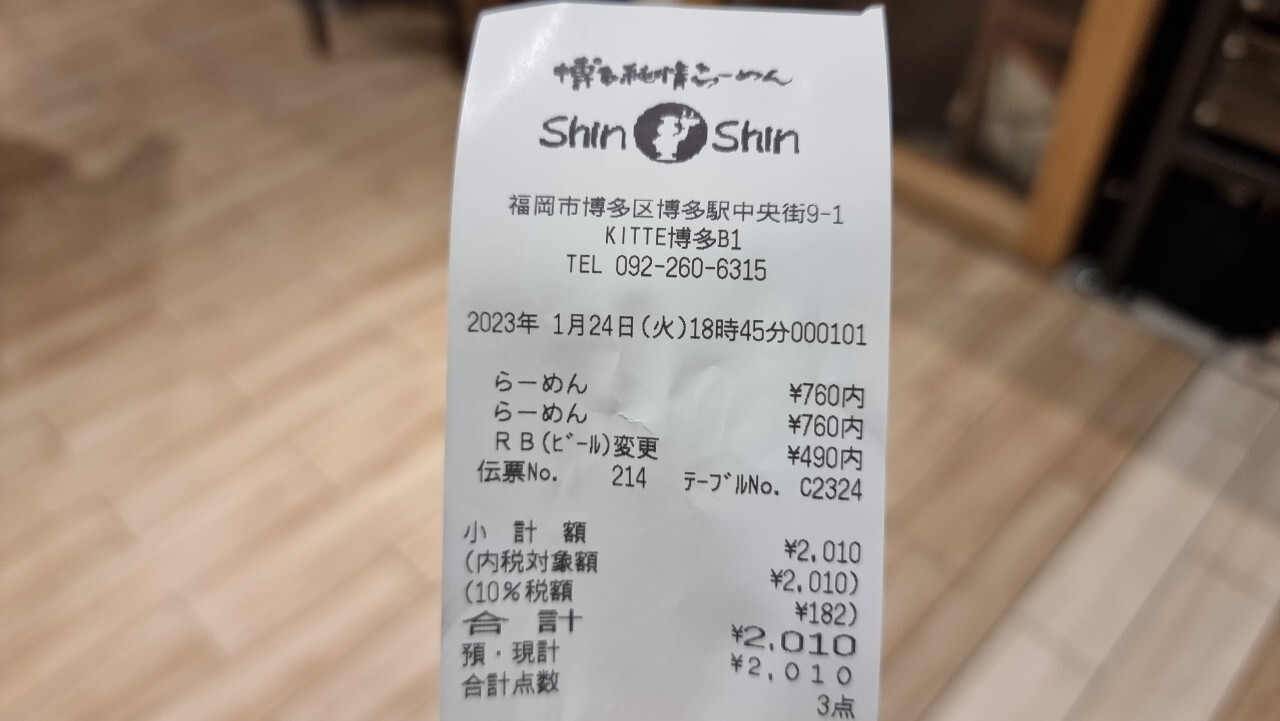 博多純情らーめん
Shin Shin
福岡市博多区博多駅中央街9-1
KITTE博多B1
TEL 092-260-6315
2023年 1月24日(火)18時45分000101
らーめん ¥760内
らーめん ¥760内
ＲＢ(ﾋﾞｰﾙ)変更 ¥490内
伝票No. 214 ﾃｰﾌﾞﾙNo. C2324
小 計 額 ¥2,010
(内税対象額 ¥2,010)
(10％税額 ¥182)
合 計 ¥2,010
預・現計 ¥2,010
合計点数 3点